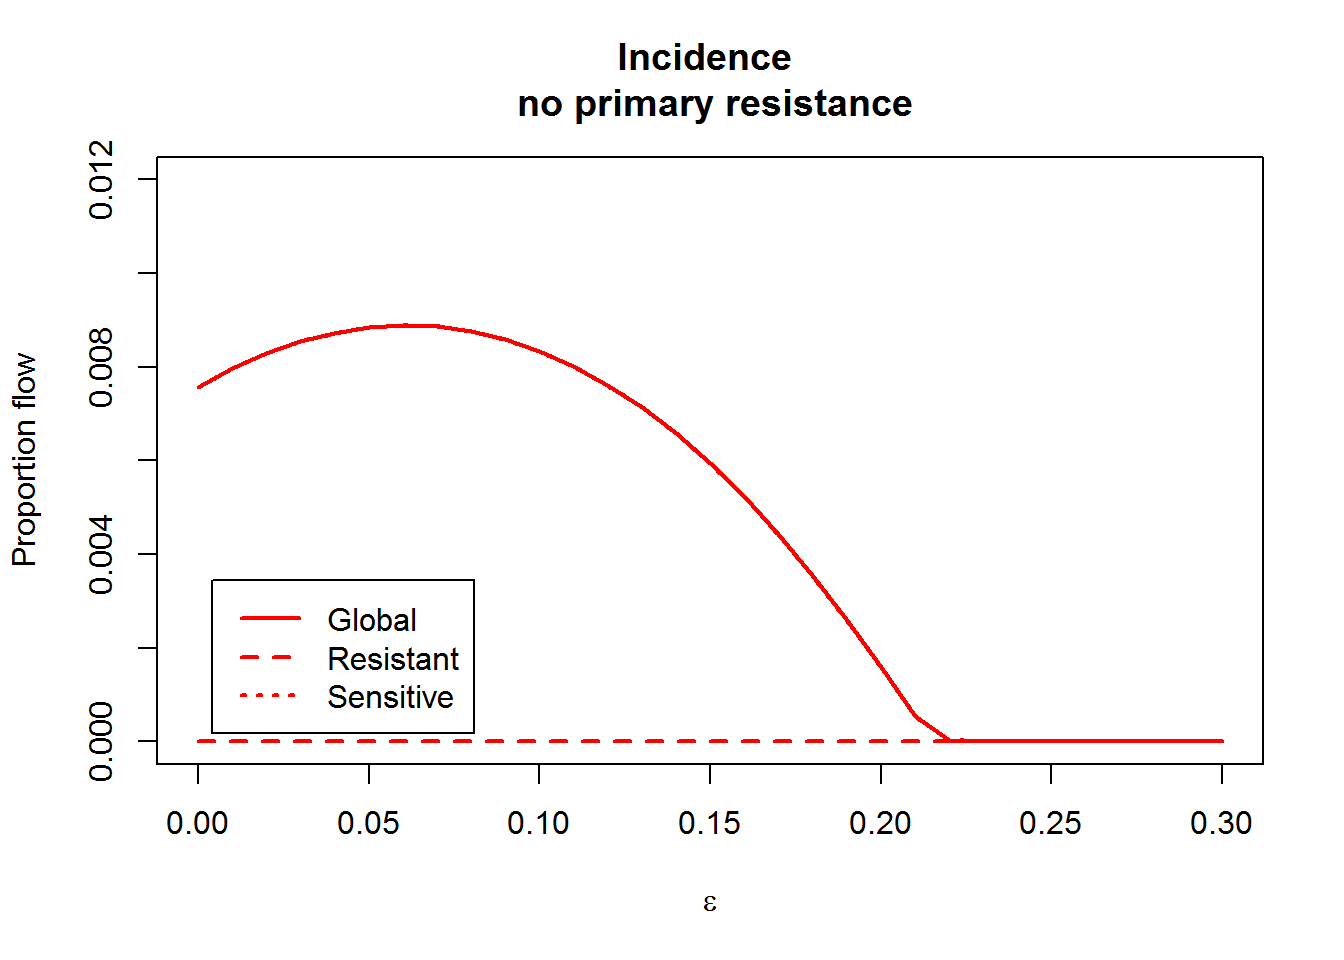 Incidence
no primary resistance
Proportion flow
0.012
0.008
0.004
0.000
Global
Resistant
Sensitive
0.00 0.05 0.10 0.15 0.20 0.25 0.30
ε